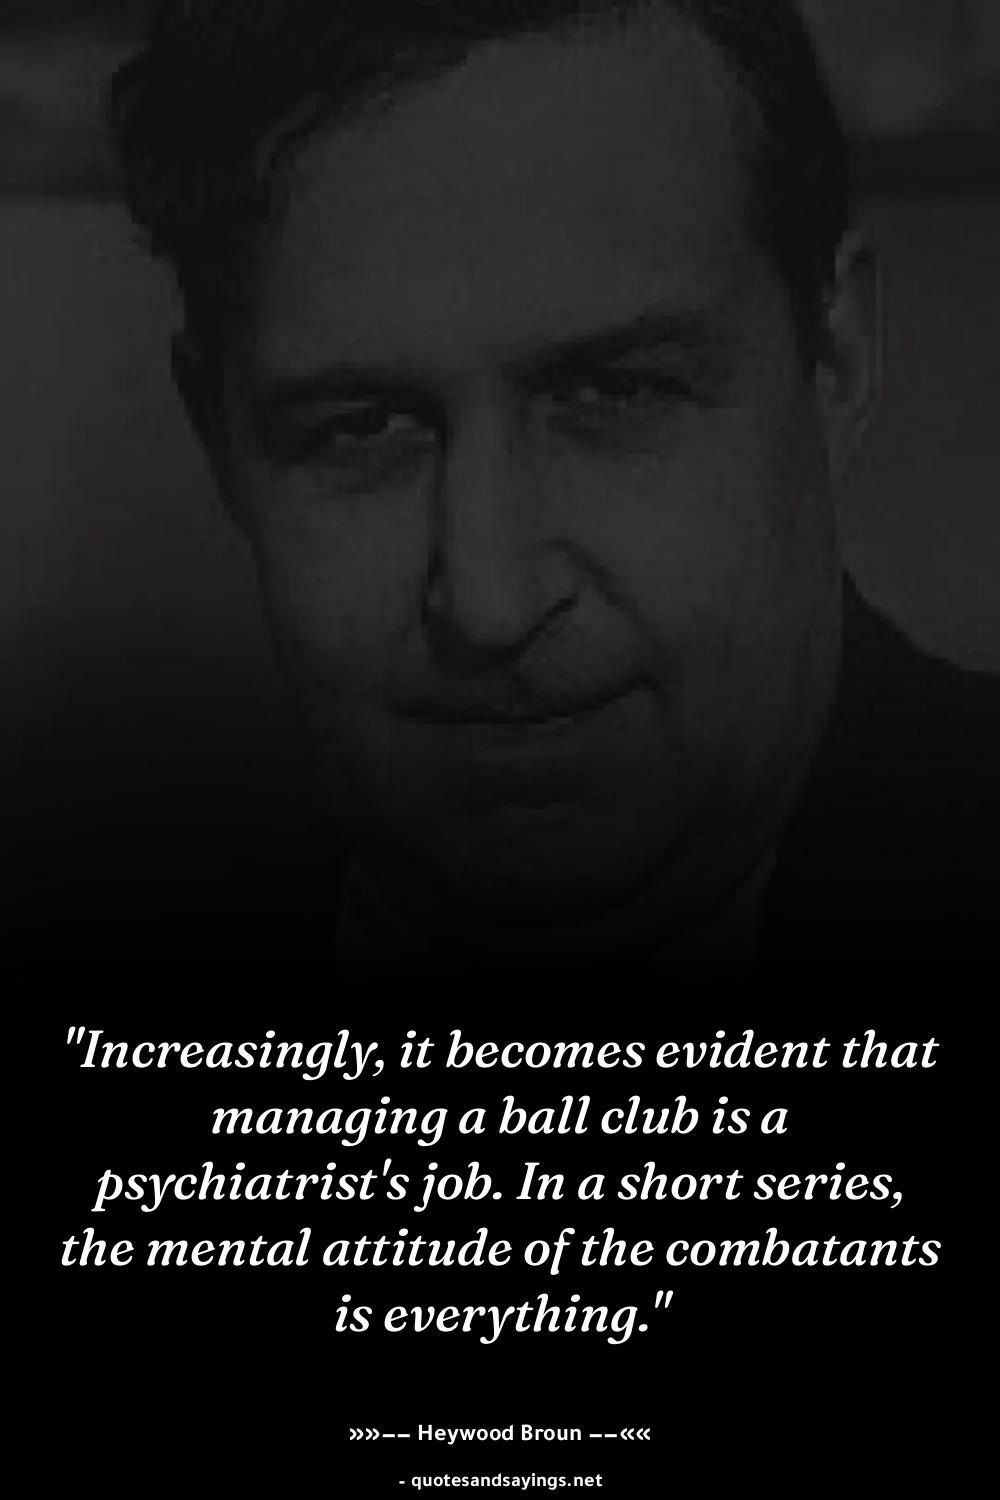 "Increasingly, it becomes evident that
managing a ball club is a
psychiatrist's job. In a short series,
the mental attitude of the combatants
is everything."
»»-- Heywood Broun --««
- quotesandsayings.net